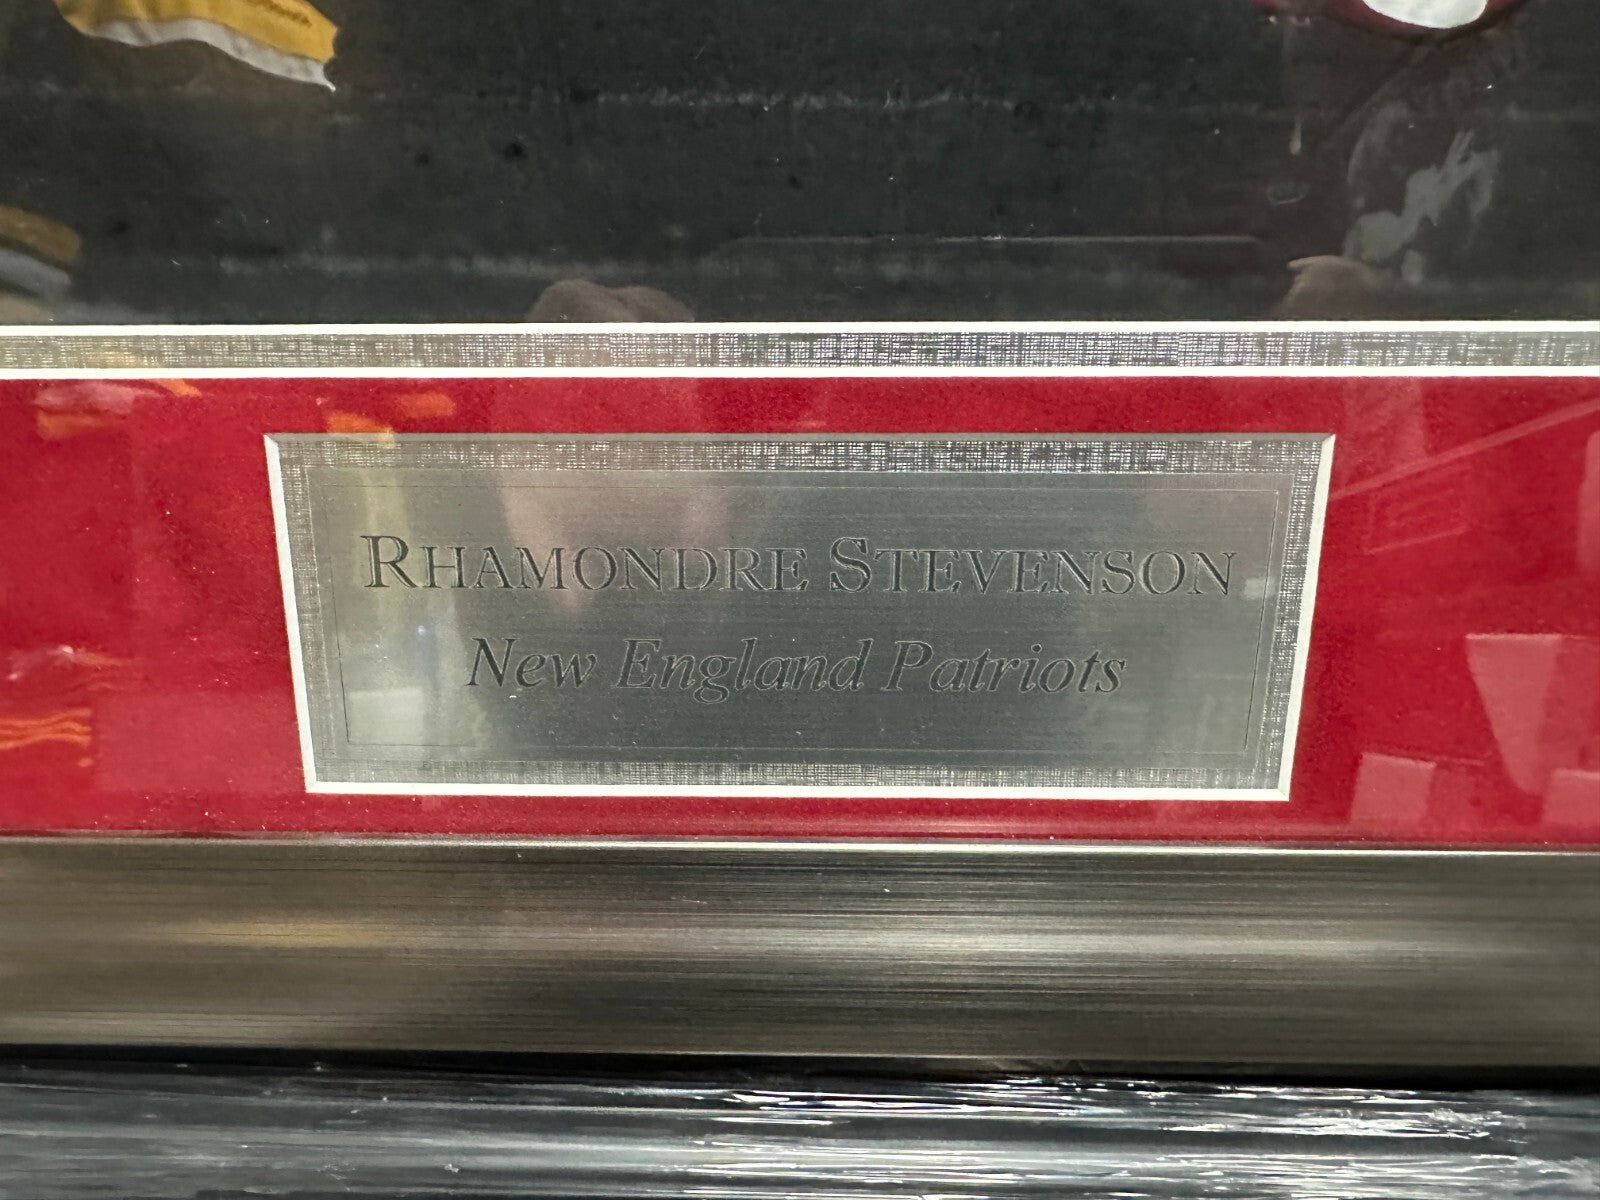 RHAMONDRE STEVENSON
New England Patriots